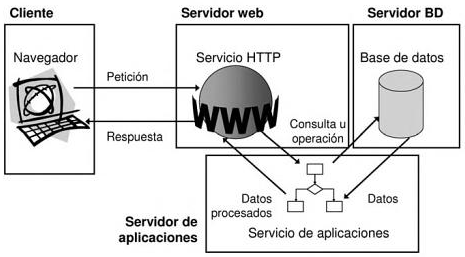 Cliente
Servidor web
Servidor BD
Navegador
Servicio HTTP
Base de datos
Petición
WWW
Respuesta
Consulta u
operación
Datos
procesados
Datos
Servidor de
aplicaciones
Servicio de aplicaciones